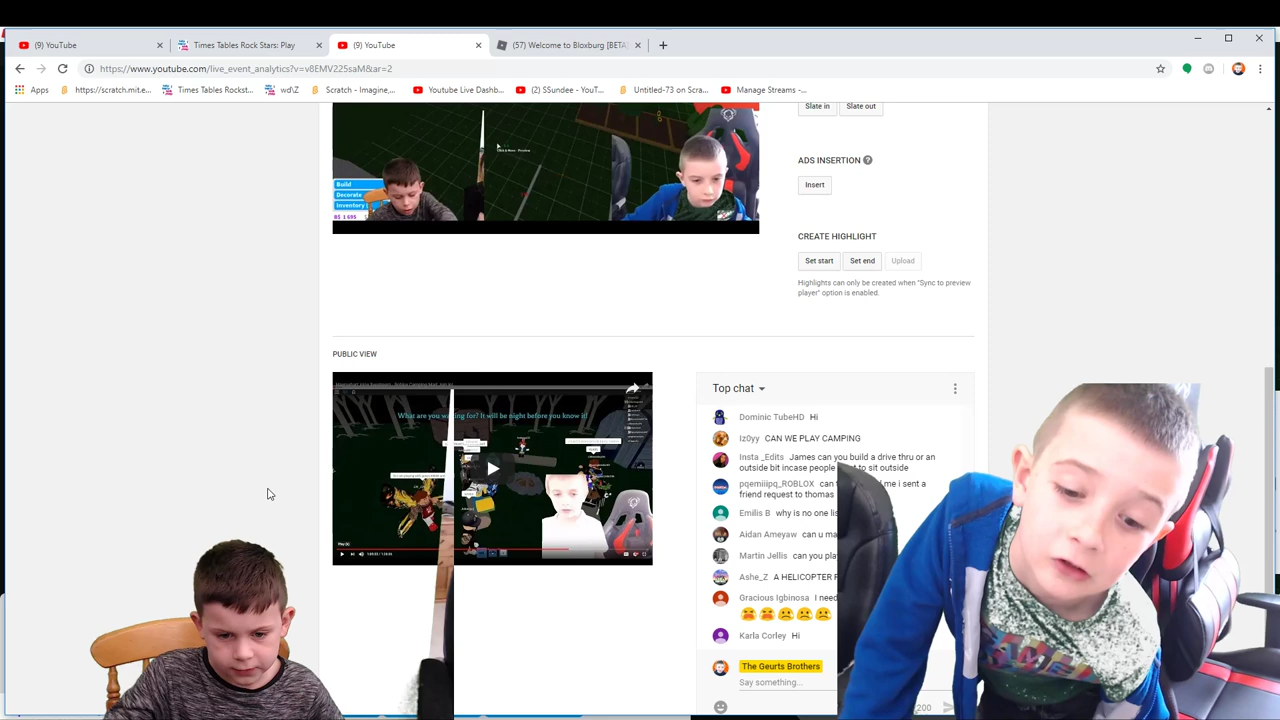 (9) YouTube
Times Tables Rock Stars: Play
(9) YouTube
(57) Welcome to Bloxburg [BETA]
https://www.youtube.com/live_event_analytics?v=v8EMV225saM&ar=2
Apps
https://scratch.mit.e
Times Tables Rockst...
wd\Z
Scratch - Imagine,...
Youtube Live Dashb...
(2) SSundee - YouT...
Untitled-73 on Scra...
Manage Streams -...
Slate in
Slate out
ADS INSERTION
Insert
Build
Decorate
Inventory
CREATE HIGHLIGHT
Set start
Set end
Upload
Highlights can only be created when "Sync to preview
player" option is enabled.
PUBLIC VIEW
What are you waiting for? It will be night before you know it!
Top chat
Dominic TubeHD Hi
Iz0yy CAN WE PLAY CAMPING
Insta _Edits James can you build a drive thru or an
outside bit incase people to sit outside
pqemiiipq_ROBLOX can me i sent a
friend request to thomas
Emilis B why is no one lis
Aidan Ameyaw can u ma
Martin Jellis can you pla
Ashe_Z A HELICOPTER
Gracious Igbinosa I need
Karla Corley Hi
The Geurts Brothers
Say something...
200